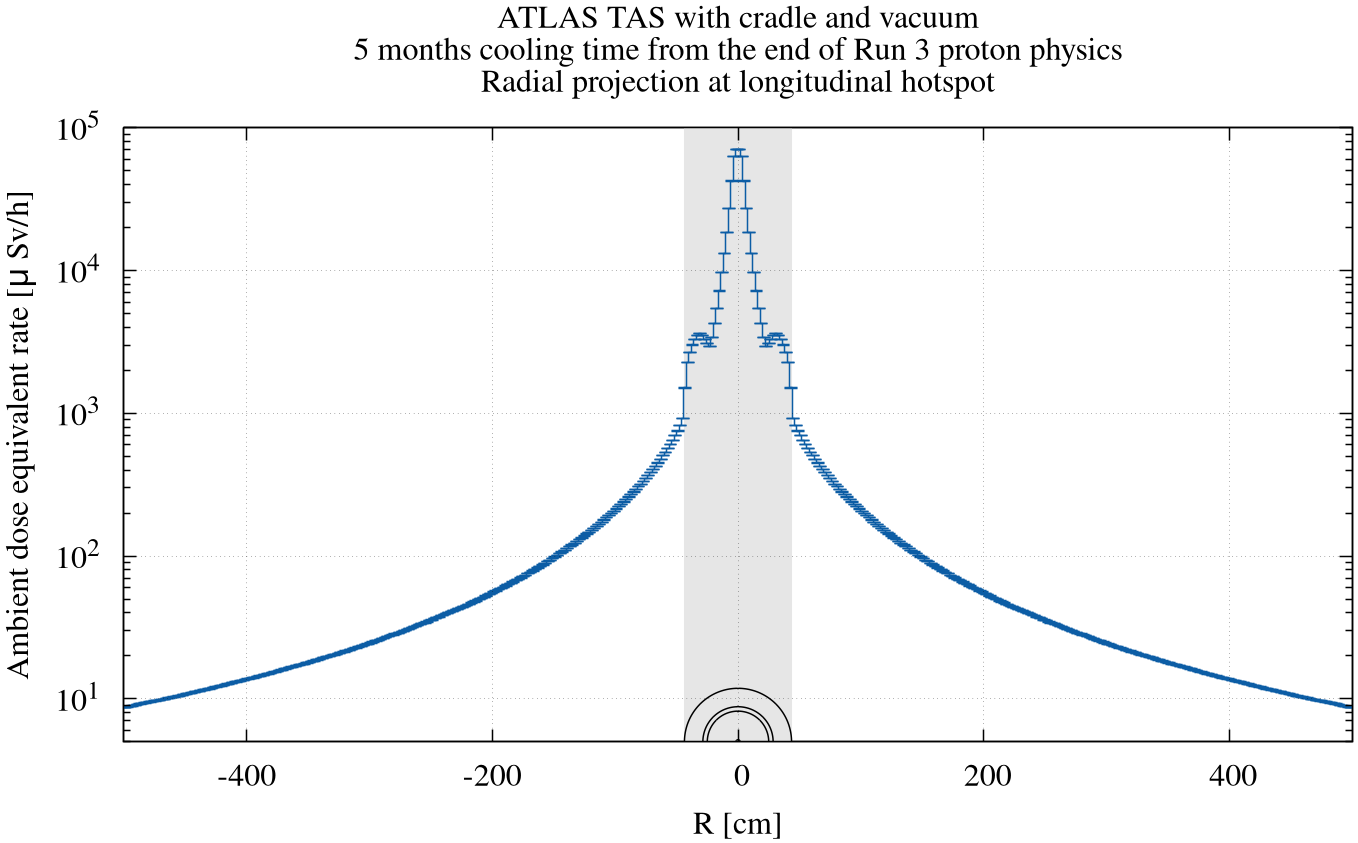 ATLAS TAS with cradle and vacuum
5 months cooling time from the end of Run 3 proton physics
Radial projection at longitudinal hotspot
Ambient dose equivalent rate [μ Sv/h]
10^5
10^4
10^3
10^2
10^1
-400 -200 0 200 400
R [cm]